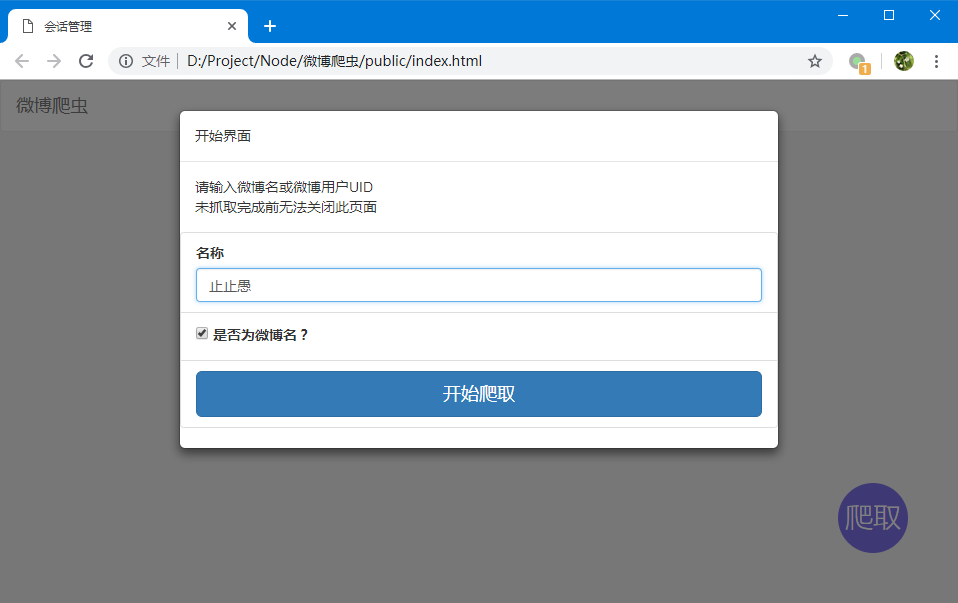 会话管理
文件 D:/Project/Node/微博爬虫/public/index.html
1
微博爬虫
开始界面
请输入微博名或微博用户UID
未抓取完成前无法关闭此页面
名称
止止愚
是否为微博名？
开始爬取
爬取